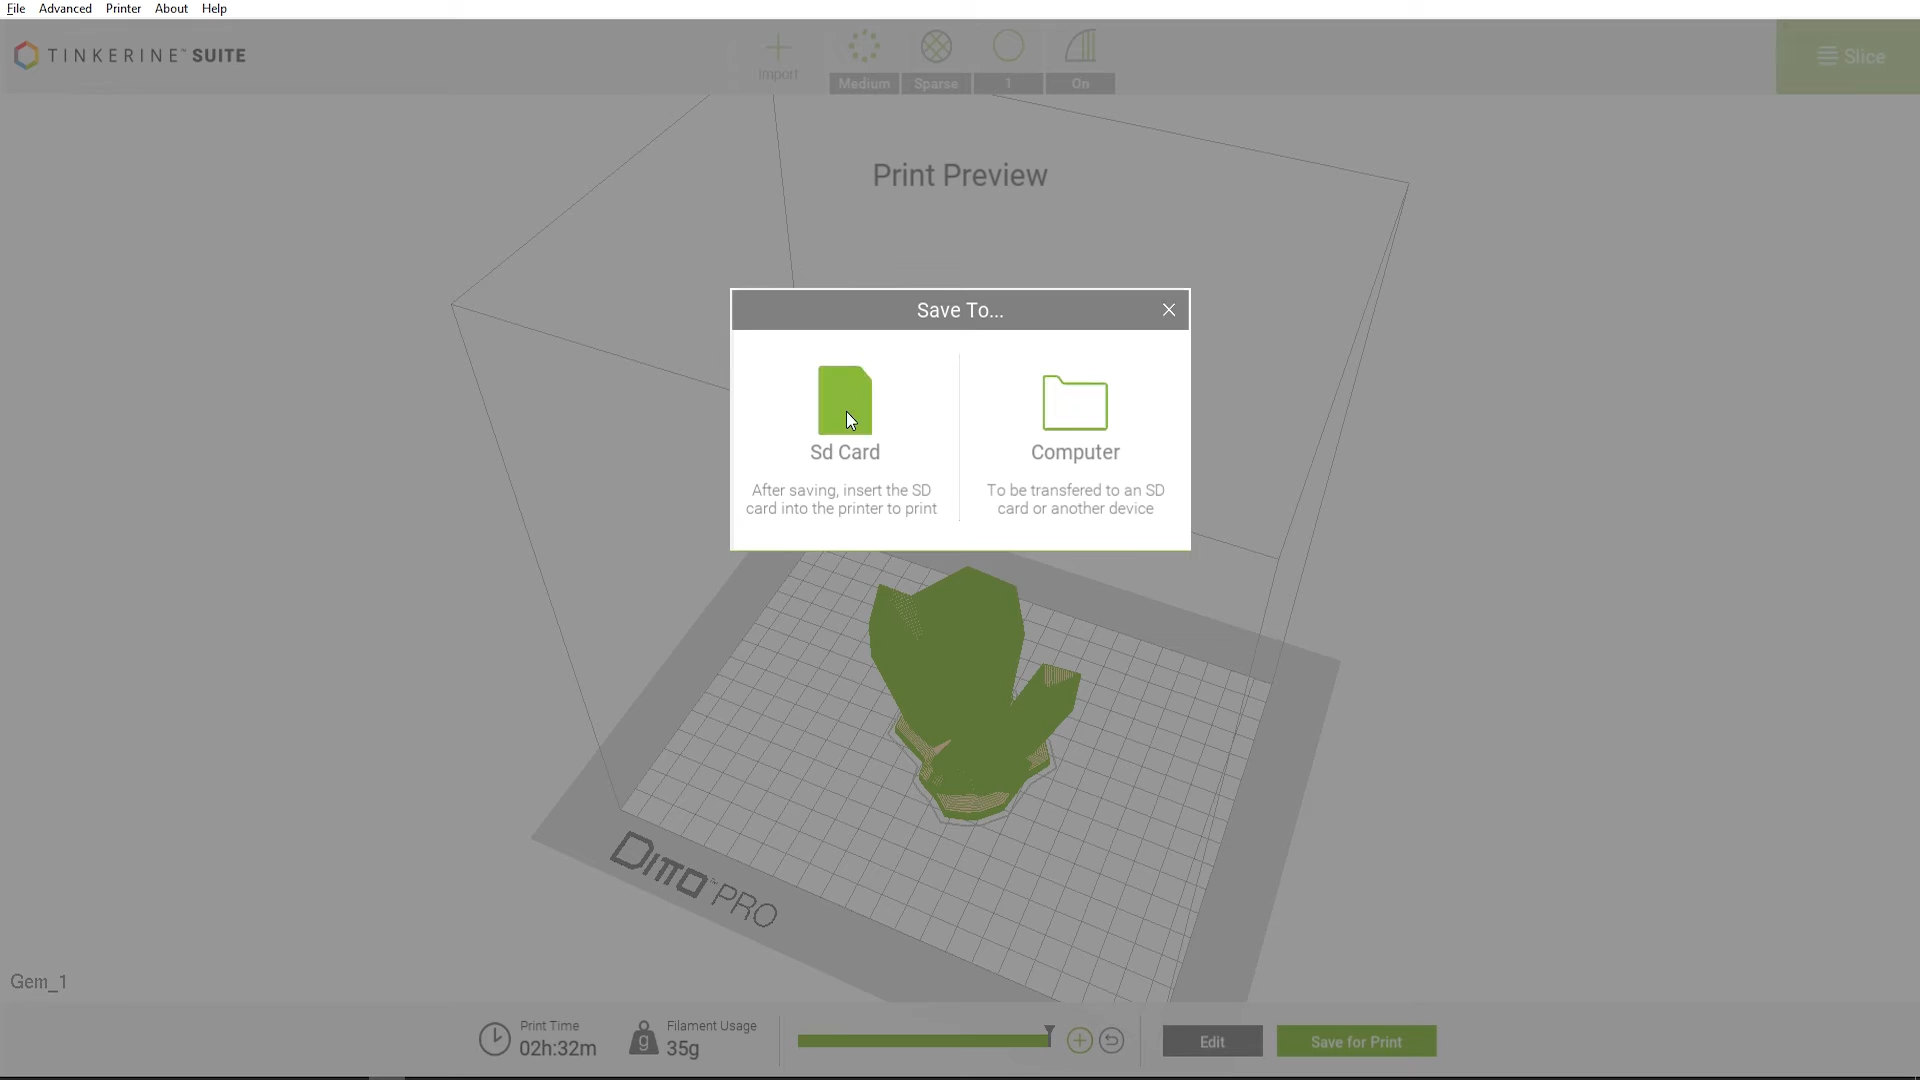 File Advanced Printer About Help
TINKERINE™ SUITE
Import
Medium Sparse 1 On
Slice
Print Preview
Save To...
Sd Card
After saving, insert the SD
card into the printer to print
Computer
To be transfered to an SD
card or another device
DITTO™ PRO
Gem_1
Print Time
02h:32m
g
Filament Usage
35g
Edit
Save for Print